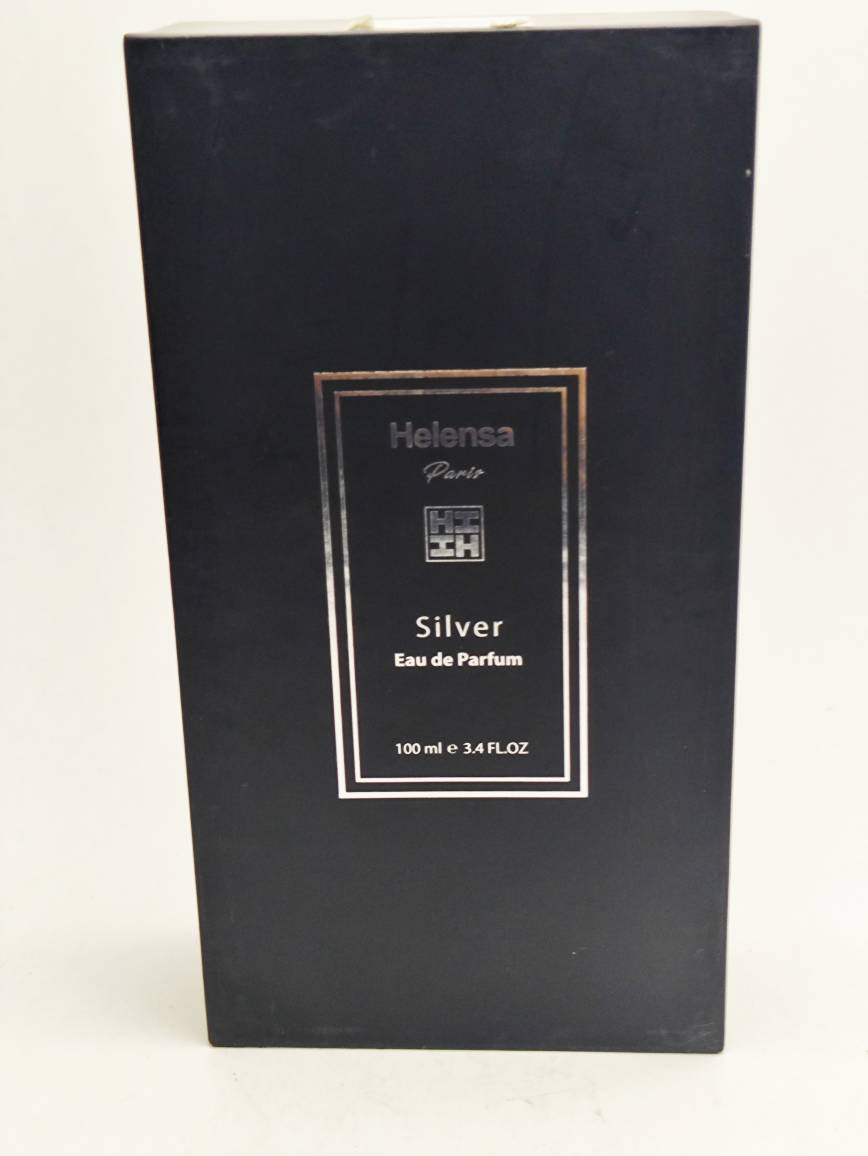 Helensa
Paris
Silver
Eau de Parfum
100 ml ℮ 3.4 FL.OZ